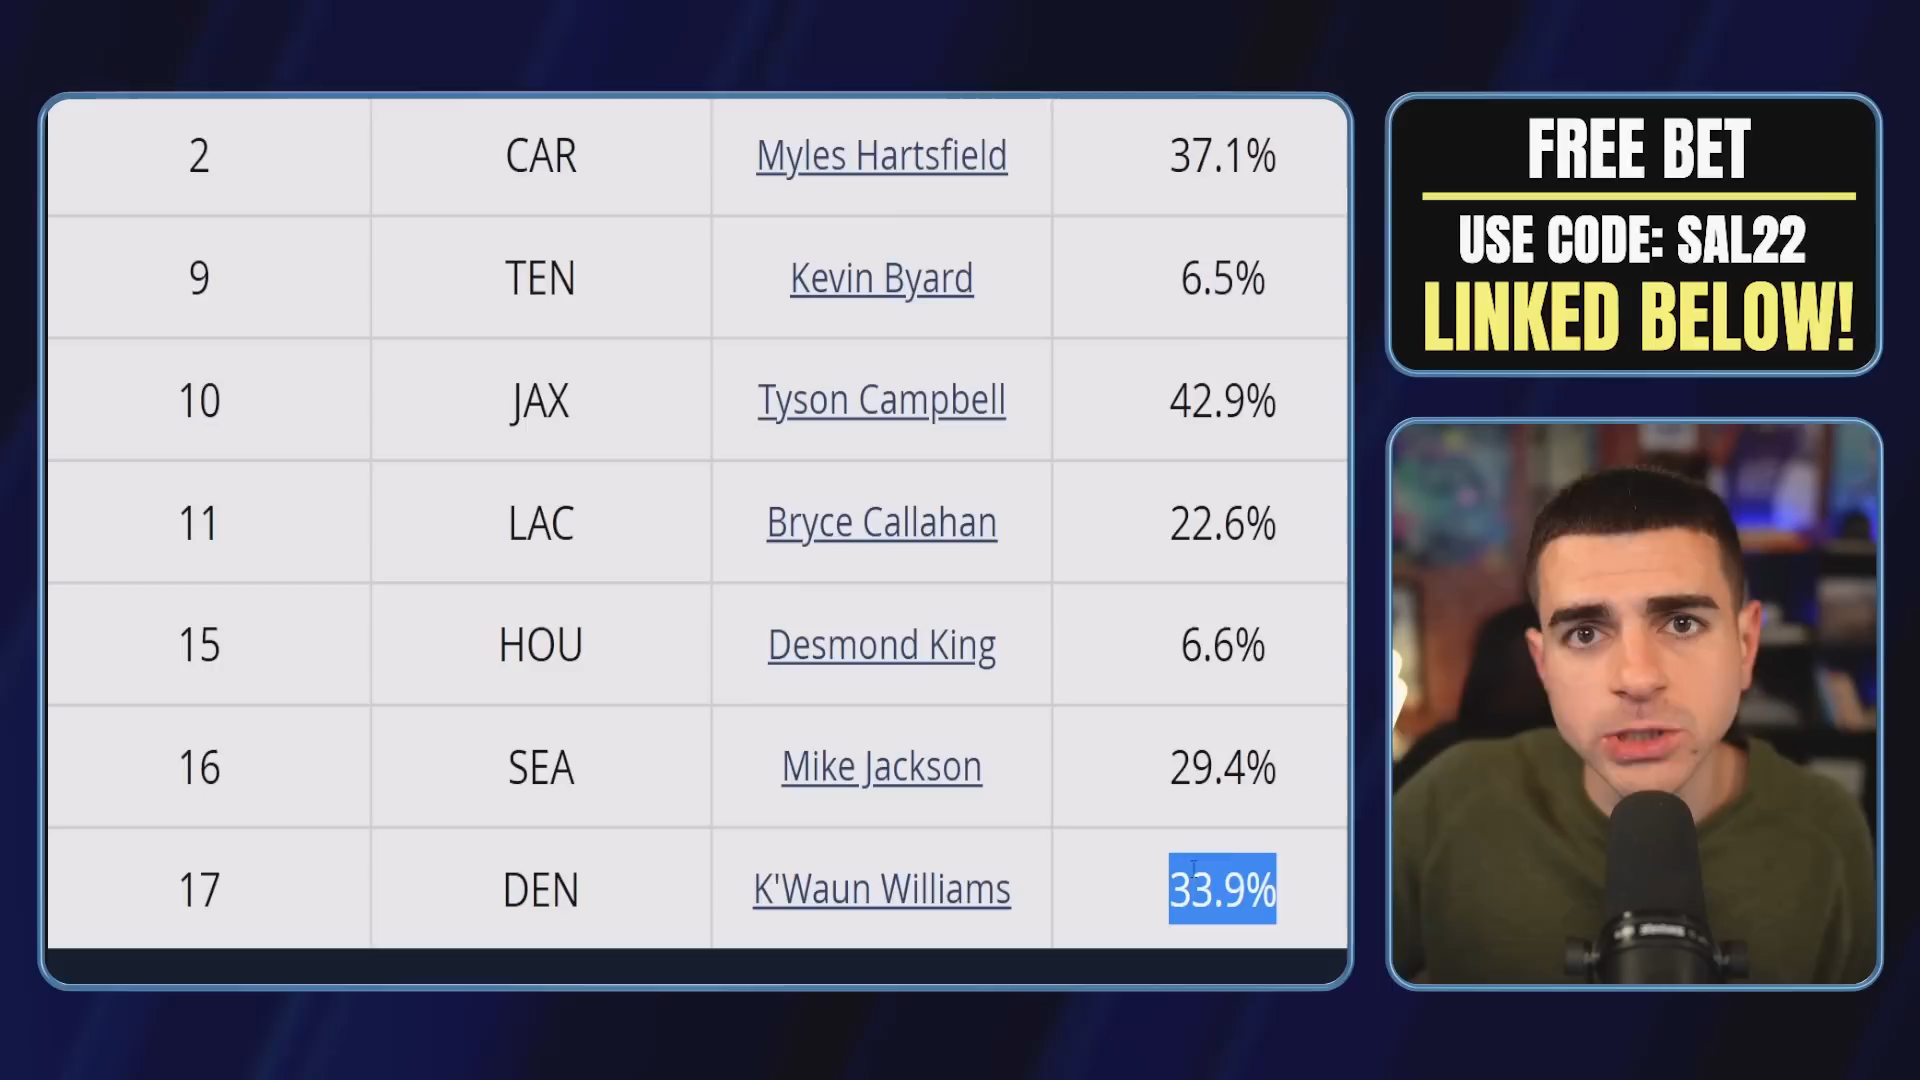 2 CAR Myles Hartsfield 37.1%
9 TEN Kevin Byard 6.5%
10 JAX Tyson Campbell 42.9%
11 LAC Bryce Callahan 22.6%
15 HOU Desmond King 6.6%
16 SEA Mike Jackson 29.4%
17 DEN K'Waun Williams 33.9%
FREE BET
USE CODE: SAL22
LINKED BELOW!